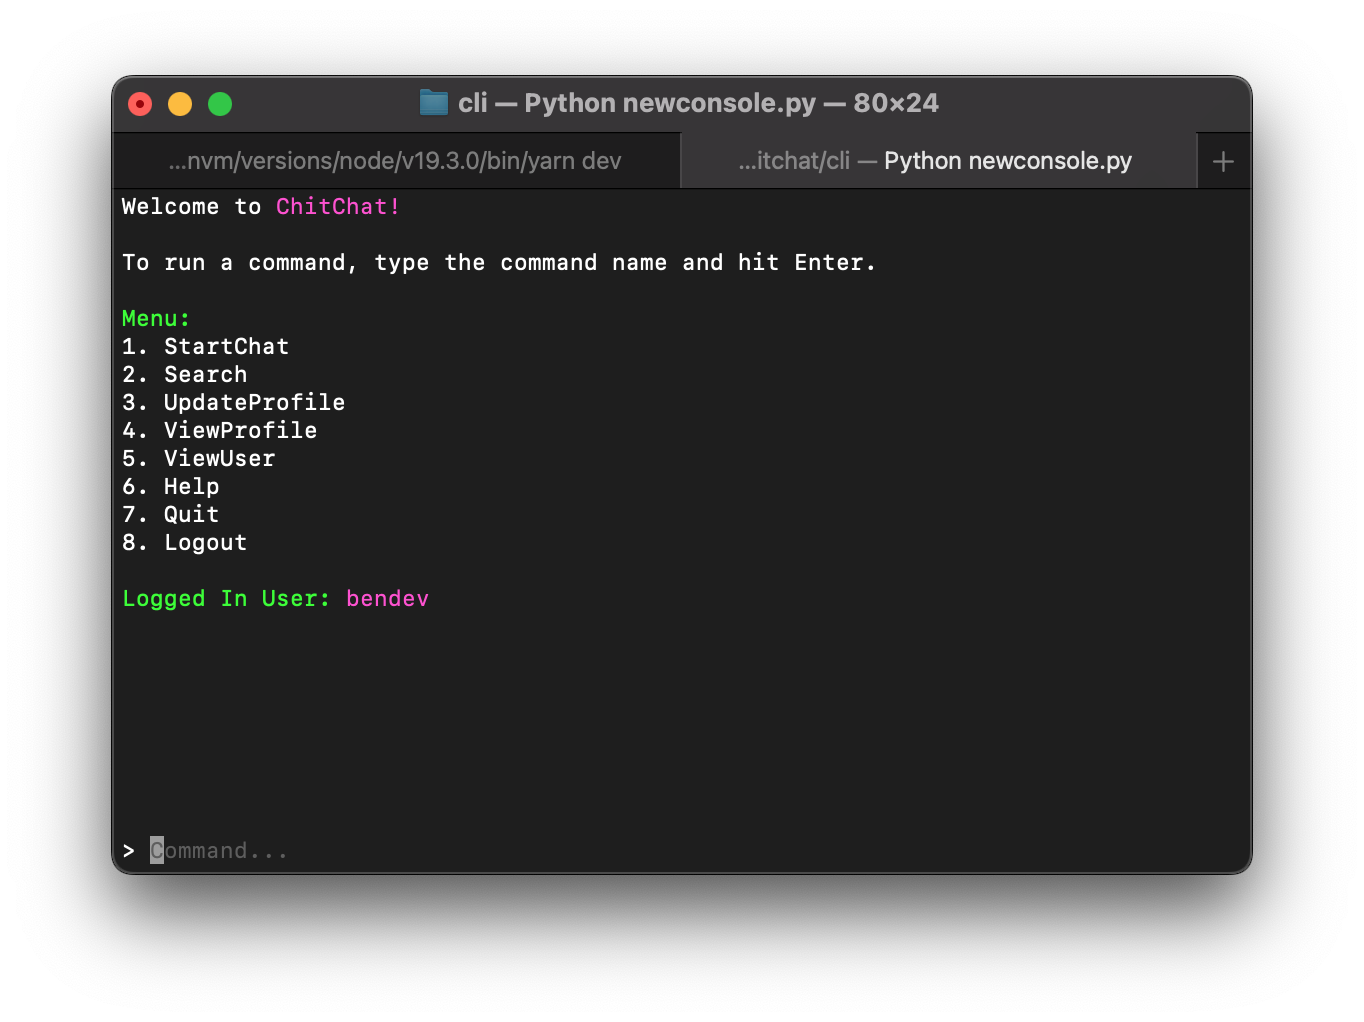 cli — Python newconsole.py — 80×24
...nvm/versions/node/v19.3.0/bin/yarn dev
...itchat/cli — Python newconsole.py
Welcome to ChitChat!
To run a command, type the command name and hit Enter.
Menu:
1. StartChat
2. Search
3. UpdateProfile
4. ViewProfile
5. ViewUser
6. Help
7. Quit
8. Logout
Logged In User: bendev
> Command...